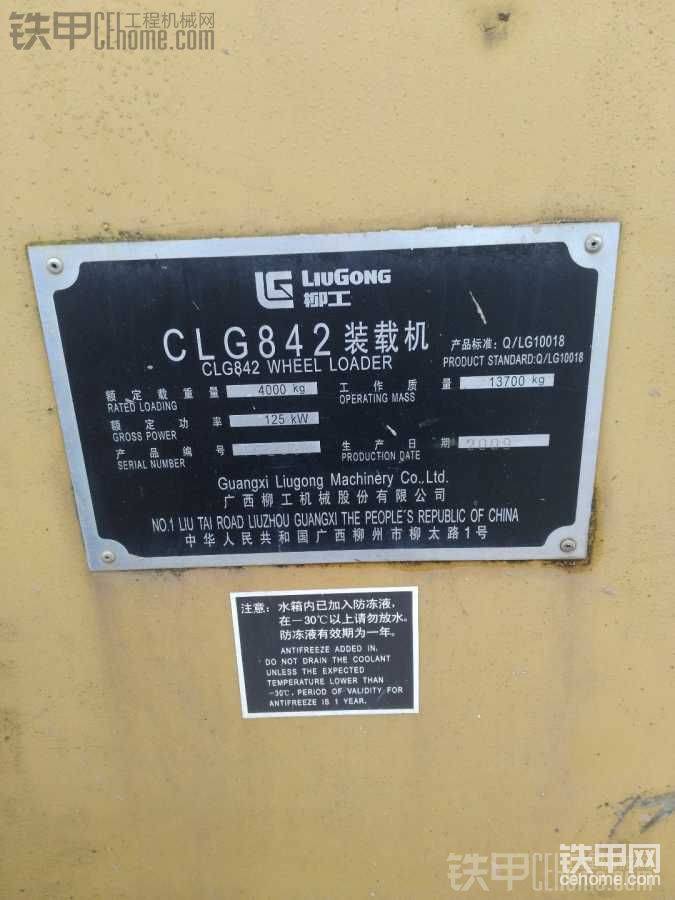 铁甲 CEI工程机械网
CEhome.com
LIUGONG
柳工
CLG842 装载机
CLG842 WHEEL LOADER
产品标准: Q/LG10018
PRODUCT STANDARD:Q/LG10018
额定载重量 4000 kg
RATED LOADING
工作质量 13700 kg
OPERATING MASS
额定功率 125 kW
GROSS POWER
产品编号
SERIAL NUMBER
生产日期 2009
PRODUCTION DATE
Guangxi Liugong Machinery Co.,Ltd.
广西柳工机械股份有限公司
NO.1 LIU TAI ROAD LIUZHOU GUANGXI THE PEOPLE'S REPUBLIC OF CHINA
中华人民共和国广西柳州市柳太路1号
注意: 水箱内已加入防冻液,
在-30℃以上请勿放水。
防冻液有效期为一年。
ANTIFREEZE ADDED IN.
DO NOT DRAIN THE COOLANT
UNLESS THE EXPECTED
TEMPERATURE LOWER THAN
-30℃. PERIOD OF VALIDITY FOR
ANTIFREEZE IS 1 YEAR.
铁甲网
cehome.com